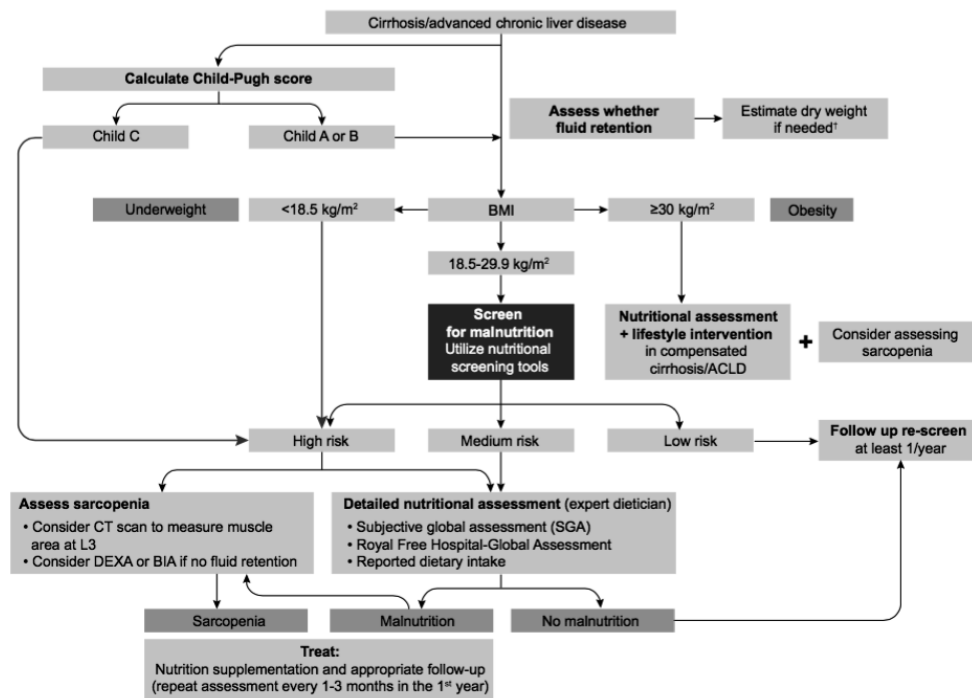 Cirrhosis/advanced chronic liver disease
Calculate Child-Pugh score
Child C
Child A or B
Assess whether
fluid retention
Estimate dry weight
if needed†
Underweight
<18.5 kg/m²
BMI
≥30 kg/m²
Obesity
18.5-29.9 kg/m²
Screen
for malnutrition
Utilize nutritional
screening tools
Nutritional assessment
+ lifestyle intervention
in compensated
cirrhosis/ACLD
+
Consider assessing
sarcopenia
High risk
Medium risk
Low risk
Follow up re-screen
at least 1/year
Assess sarcopenia
• Consider CT scan to measure muscle
area at L3
• Consider DEXA or BIA if no fluid retention
Detailed nutritional assessment (expert dietician)
• Subjective global assessment (SGA)
• Royal Free Hospital-Global Assessment
• Reported dietary intake
Sarcopenia
Malnutrition
No malnutrition
Treat:
Nutrition supplementation and appropriate follow-up
(repeat assessment every 1-3 months in the 1st year)